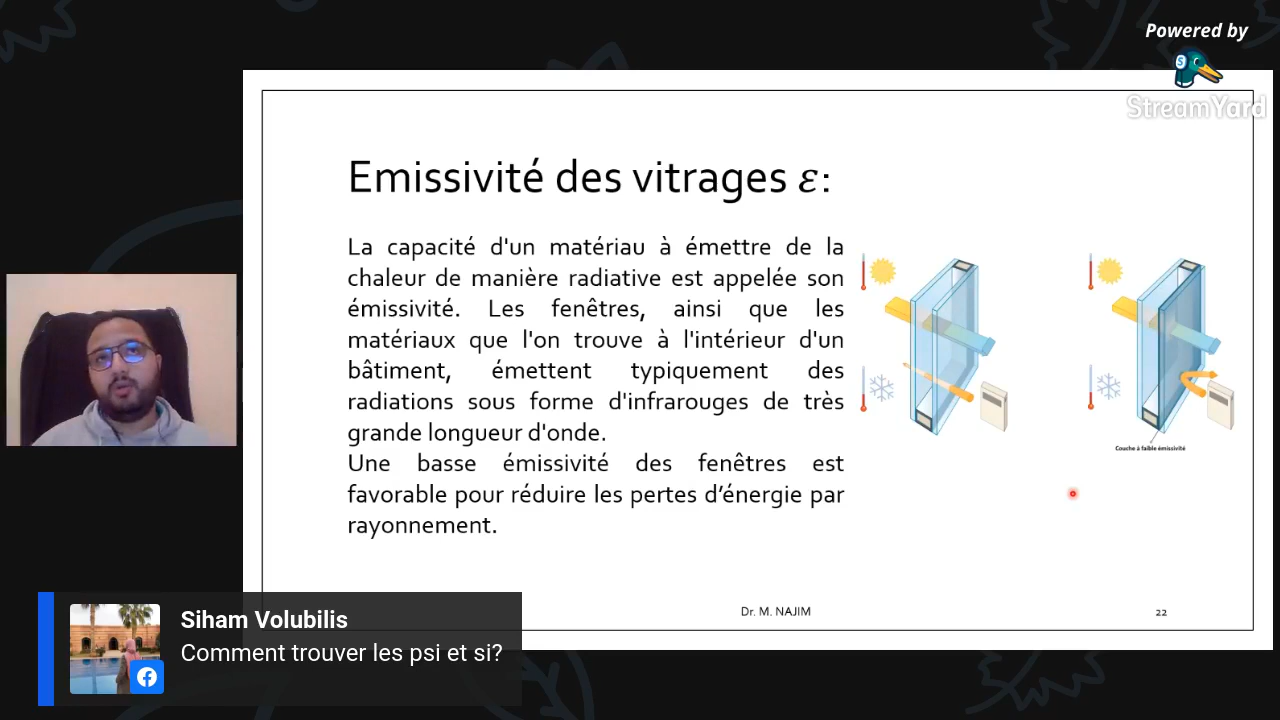 Powered by
StreamYard
Emissivité des vitrages ε:
La capacité d'un matériau à émettre de la
chaleur de manière radiative est appelée son
émissivité. Les fenêtres, ainsi que les
matériaux que l'on trouve à l'intérieur d'un
bâtiment, émettent typiquement des
radiations sous forme d'infrarouges de très
grande longueur d'onde.
Une basse émissivité des fenêtres est
favorable pour réduire les pertes d’énergie par
rayonnement.
Couche à faible émissivité
Dr. M. NAJIM
22
Siham Volubilis
Comment trouver les psi et si?